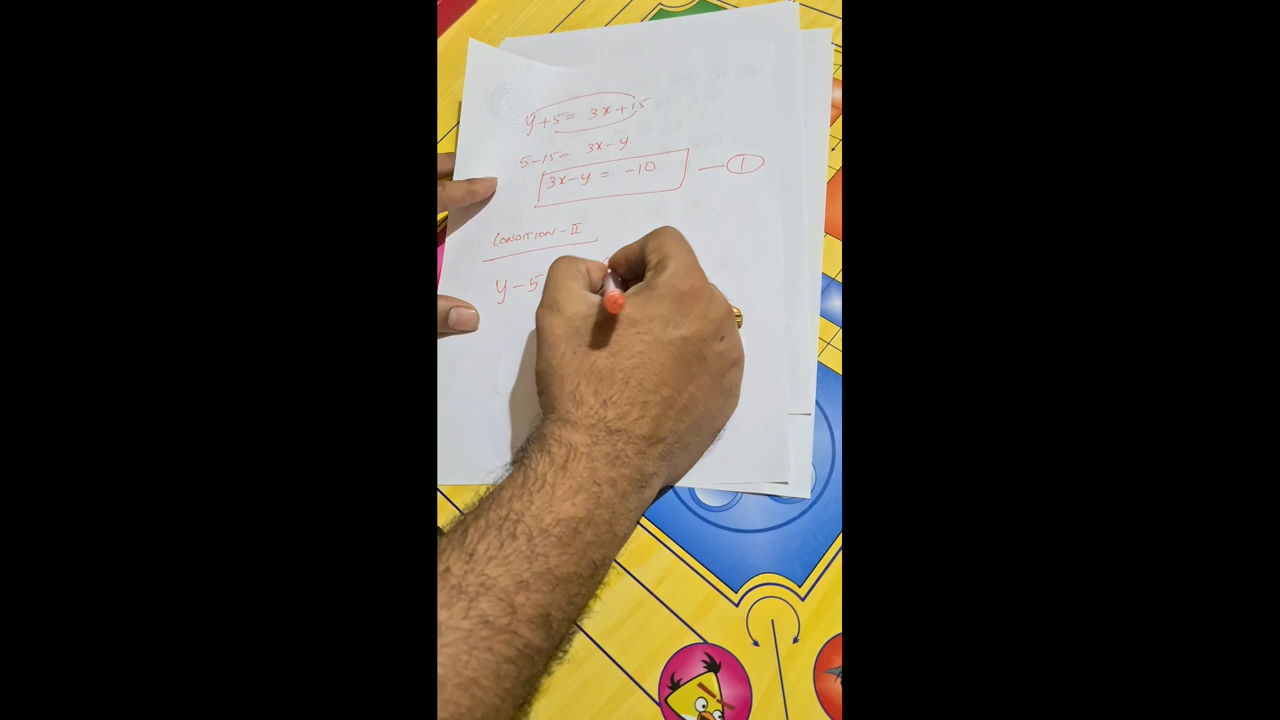 y+5= 3x+15
5-15= 3x-y
3x-y = -10 — 1
CONDITION-II
y-5